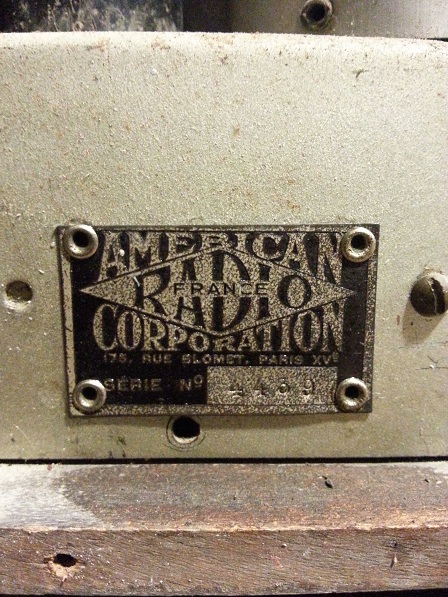 AMERICAN
RADIO
FRANCE
CORPORATION
175, RUE BLOMET, PARIS XVe
SÉRIE No